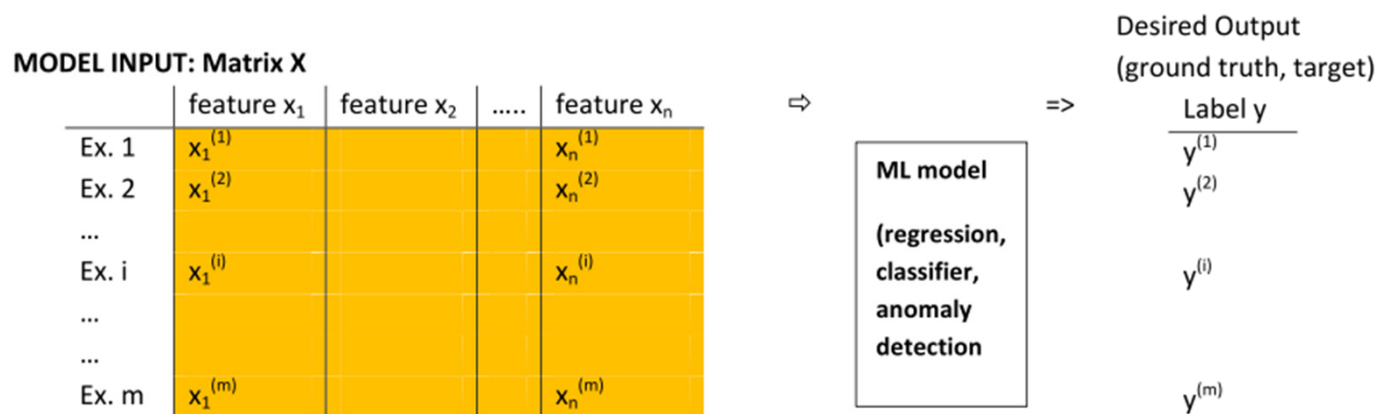 Desired Output
(ground truth, target)
MODEL INPUT: Matrix X
feature x₁ feature x₂ ..... feature xₙ ⇨ => Label y
Ex. 1 x₁⁽¹⁾ xₙ⁽¹⁾ y⁽¹⁾
ML model
Ex. 2 x₁⁽²⁾ xₙ⁽²⁾ y⁽²⁾
...
(regression,
Ex. i x₁⁽ⁱ⁾ xₙ⁽ⁱ⁾ classifier, y⁽ⁱ⁾
...
anomaly
...
detection
Ex. m x₁⁽ᵐ⁾ xₙ⁽ᵐ⁾ y⁽ᵐ⁾